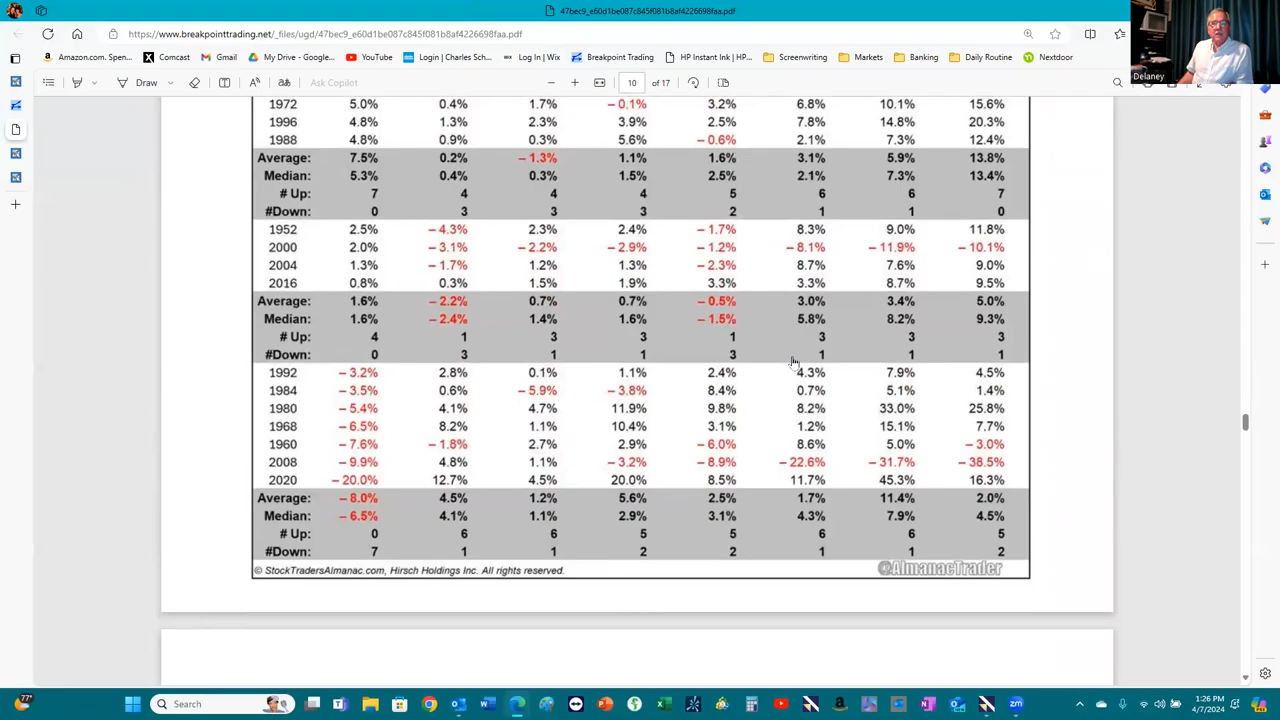 47bec9_e60d1be087c845f081b8af4226698faa.pdf
https://www.breakpointtrading.net/_files/ugd/47bec9_e60d1be087c845f081b8af4226698faa.pdf
Amazon.com. Spen... Comcast Gmail My Drive - Google... YouTube Login | Charles Sch... Log In | Wix Breakpoint Trading HP Instant Ink | HP... Screenwriting Markets Banking Daily Routine Nextdoor
Delaney
Draw Ask Copilot 10 of 17
1972 5.0% 0.4% 1.7% – 0.1% 3.2% 6.8% 10.1% 15.6%
1996 4.8% 1.3% 2.3% 3.9% 2.5% 7.8% 14.8% 20.3%
1988 4.8% 0.9% 0.3% 5.6% – 0.6% 2.1% 7.3% 12.4%
Average: 7.5% 0.2% – 1.3% 1.1% 1.6% 3.1% 5.9% 13.8%
Median: 5.3% 0.4% 0.3% 1.5% 2.5% 2.1% 7.3% 13.4%
# Up: 7 4 4 4 5 6 6 7
#Down: 0 3 3 3 2 1 1 0
1952 2.5% – 4.3% 2.3% 2.4% – 1.7% 8.3% 9.0% 11.8%
2000 2.0% – 3.1% – 2.2% – 2.9% – 1.2% – 8.1% – 11.9% – 10.1%
2004 1.3% – 1.7% 1.2% 1.3% – 2.3% 8.7% 7.6% 9.0%
2016 0.8% 0.3% 1.5% 1.9% 3.3% 3.3% 8.7% 9.5%
Average: 1.6% – 2.2% 0.7% 0.7% – 0.5% 3.0% 3.4% 5.0%
Median: 1.6% – 2.4% 1.4% 1.6% – 1.5% 5.8% 8.2% 9.3%
# Up: 4 1 3 3 1 3 3 3
#Down: 0 3 1 1 3 1 1 1
1992 – 3.2% 2.8% 0.1% 1.1% 2.4% 4.3% 7.9% 4.5%
1984 – 3.5% 0.6% – 5.9% – 3.8% 8.4% 0.7% 5.1% 1.4%
1980 – 5.4% 4.1% 4.7% 11.9% 9.8% 8.2% 33.0% 25.8%
1968 – 6.5% 8.2% 1.1% 10.4% 3.1% 1.2% 15.1% 7.7%
1960 – 7.6% – 1.8% 2.7% 2.9% – 6.0% 8.6% 5.0% – 3.0%
2008 – 9.9% 4.8% 1.1% – 3.2% – 8.9% – 22.6% – 31.7% – 38.5%
2020 – 20.0% 12.7% 4.5% 20.0% 8.5% 11.7% 45.3% 16.3%
Average: – 8.0% 4.5% 1.2% 5.6% 2.5% 1.7% 11.4% 2.0%
Median: – 6.5% 4.1% 1.1% 2.9% 3.1% 4.3% 7.9% 4.5%
# Up: 0 6 6 5 5 6 6 5
#Down: 7 1 1 2 2 1 1 2
© StockTradersAlmanac.com, Hirsch Holdings Inc. All rights reserved. @AlmanacTrader
77°
Search
1:26 PM
4/7/2024